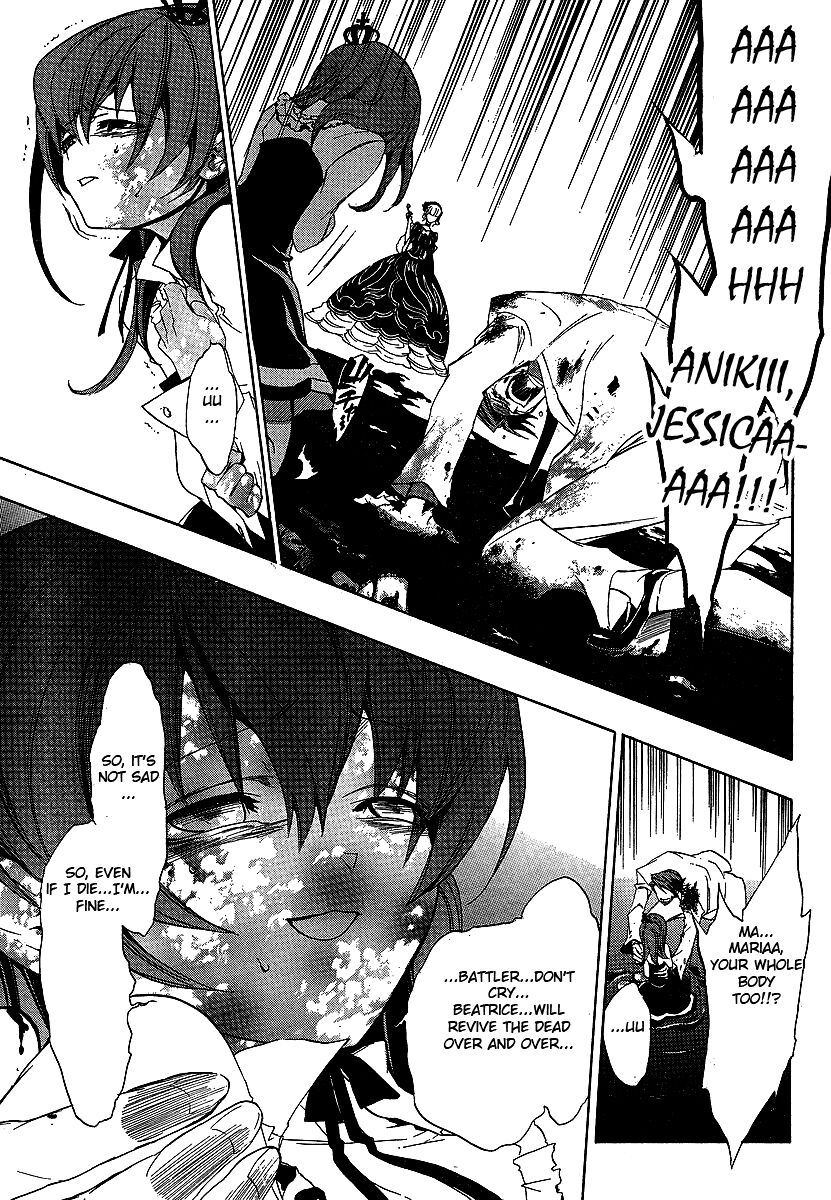 AAA
AAA
AAA
AAA
HHH
ANIKIII,
JESSICAA-
AAA!!!
...
UU
...
MA...
MARIAA,
YOUR WHOLE
BODY
TOO!!?
...UU
...BATTLER...DON'T
CRY...
BEATRICE...WILL
REVIVE THE DEAD
OVER AND OVER...
SO, IT'S
NOT SAD
...
SO, EVEN
IF I DIE...I'M...
FINE...